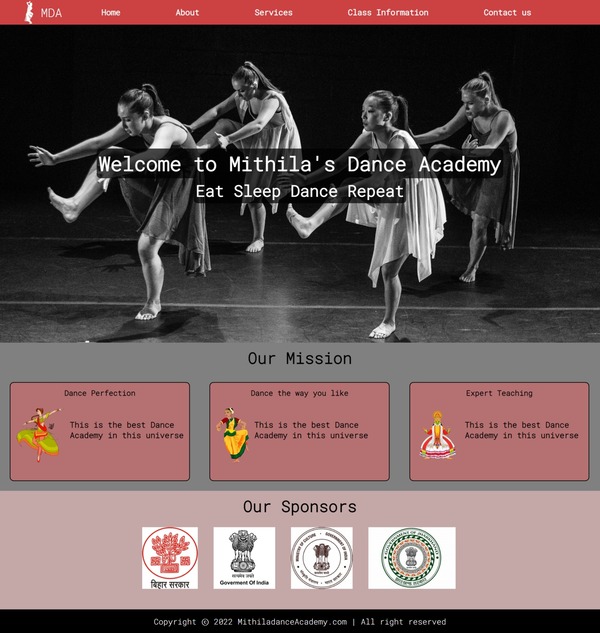 MDA Home About Services Class Information Contact us
Welcome to Mithila's Dance Academy
Eat Sleep Dance Repeat
Our Mission
Dance Perfection
This is the best Dance
Academy in this universe
Dance the way you like
This is the best Dance
Academy in this universe
Expert Teaching
This is the best Dance
Academy in this universe
Our Sponsors
बिहार सरकार
सत्यमेव जयते
Goverment Of India
Copyright © 2022 MithiladanceAcademy.com | All right reserved